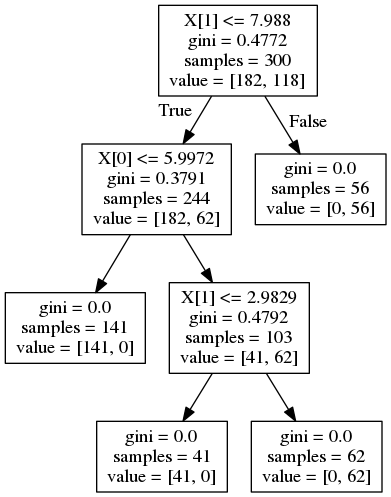 X[1] <= 7.988
gini = 0.4772
samples = 300
value = [182, 118]
True
False
X[0] <= 5.9972
gini = 0.3791
samples = 244
value = [182, 62]
gini = 0.0
samples = 56
value = [0, 56]
gini = 0.0
samples = 141
value = [141, 0]
X[1] <= 2.9829
gini = 0.4792
samples = 103
value = [41, 62]
gini = 0.0
samples = 41
value = [41, 0]
gini = 0.0
samples = 62
value = [0, 62]